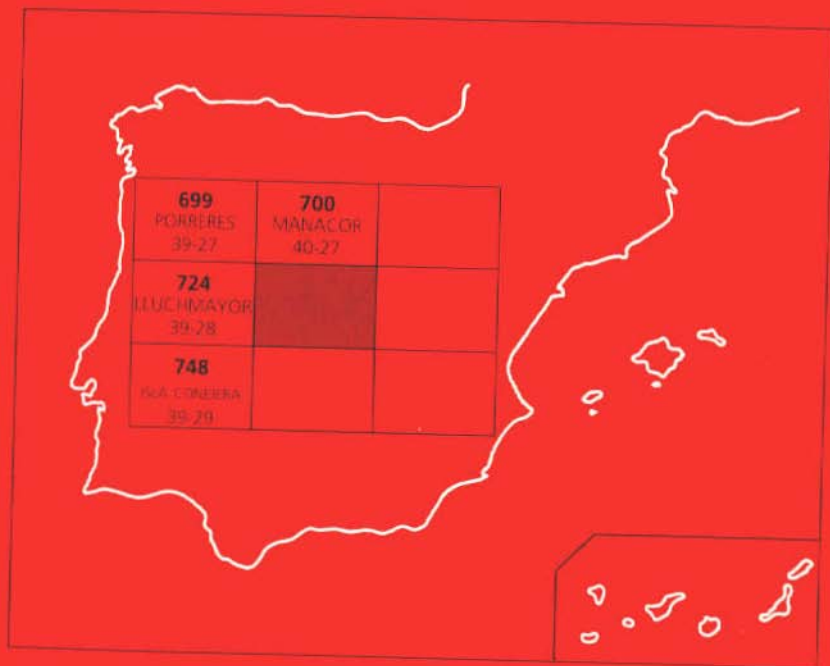 699
PORRERES
39-27
700
MANACOR
40-27
724
LLUCHMAYOR
39-28
748
ISLA CONEJERA
39-29